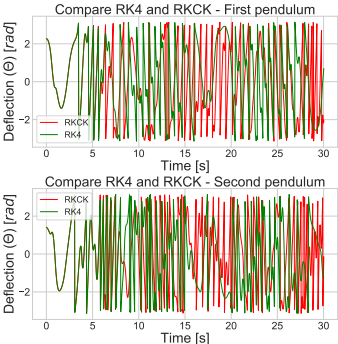 Compare RK4 and RKCK - First pendulum
Deflection (Θ) [rad]
2
0
−2
RKCK
RK4
0 5 10 15 20 25 30
Time [s]
Compare RK4 and RKCK - Second pendulum
Deflection (Θ) [rad]
2
0
−2
RKCK
RK4
0 5 10 15 20 25 30
Time [s]